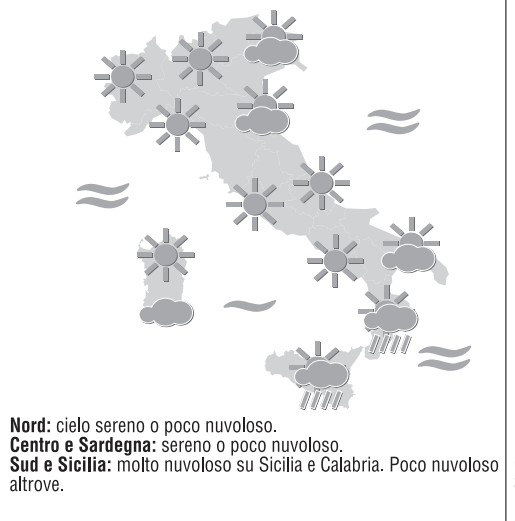 Nord: cielo sereno o poco nuvoloso.
Centro e Sardegna: sereno o poco nuvoloso.
Sud e Sicilia: molto nuvoloso su Sicilia e Calabria. Poco nuvoloso
altrove.